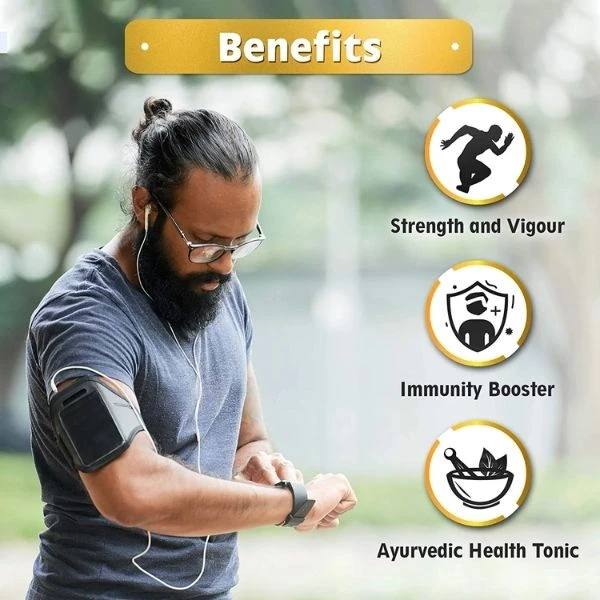 Benefits
Strength and Vigour
Immunity Booster
Ayurvedic Health Tonic